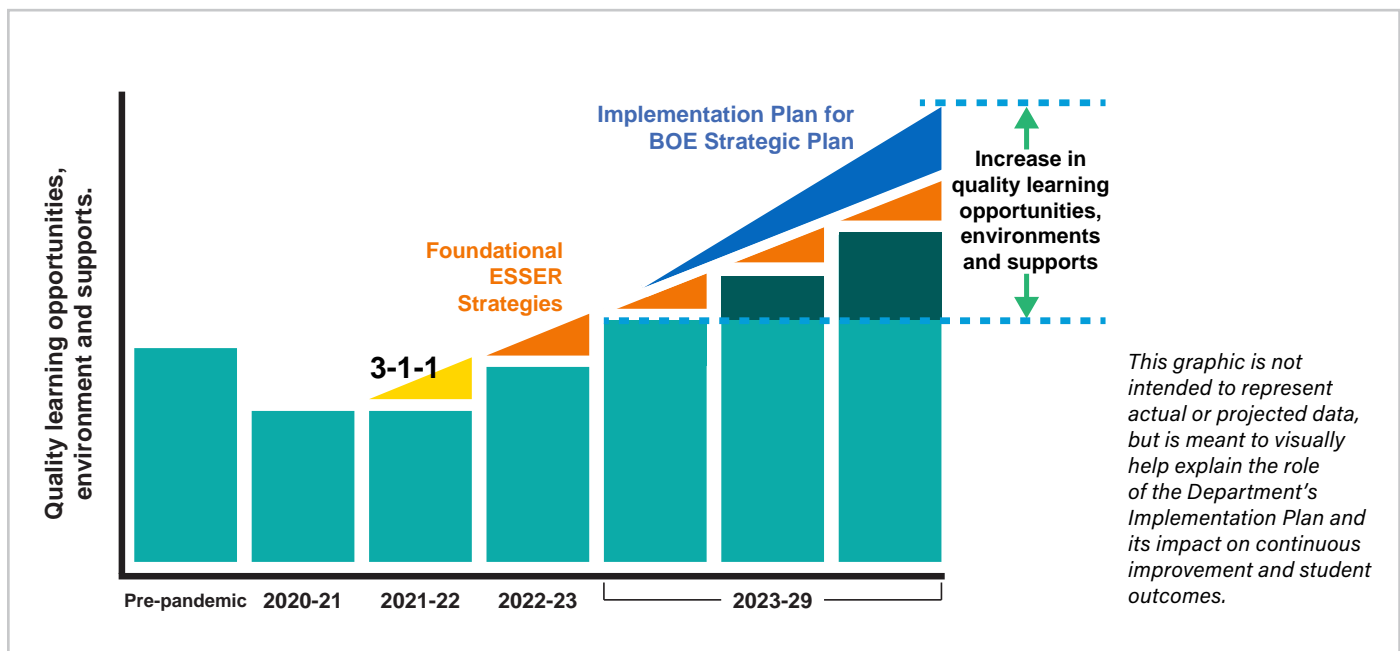 Quality learning opportunities,
environment and supports.
Implementation Plan for
BOE Strategic Plan
Foundational
ESSER
Strategies
3-1-1
Increase in
quality learning
opportunities,
environments
and supports
Pre-pandemic
2020-21
2021-22
2022-23
2023-29
This graphic is not
intended to represent
actual or projected data,
but is meant to visually
help explain the role
of the Department's
Implementation Plan and
its impact on continuous
improvement and student
outcomes.